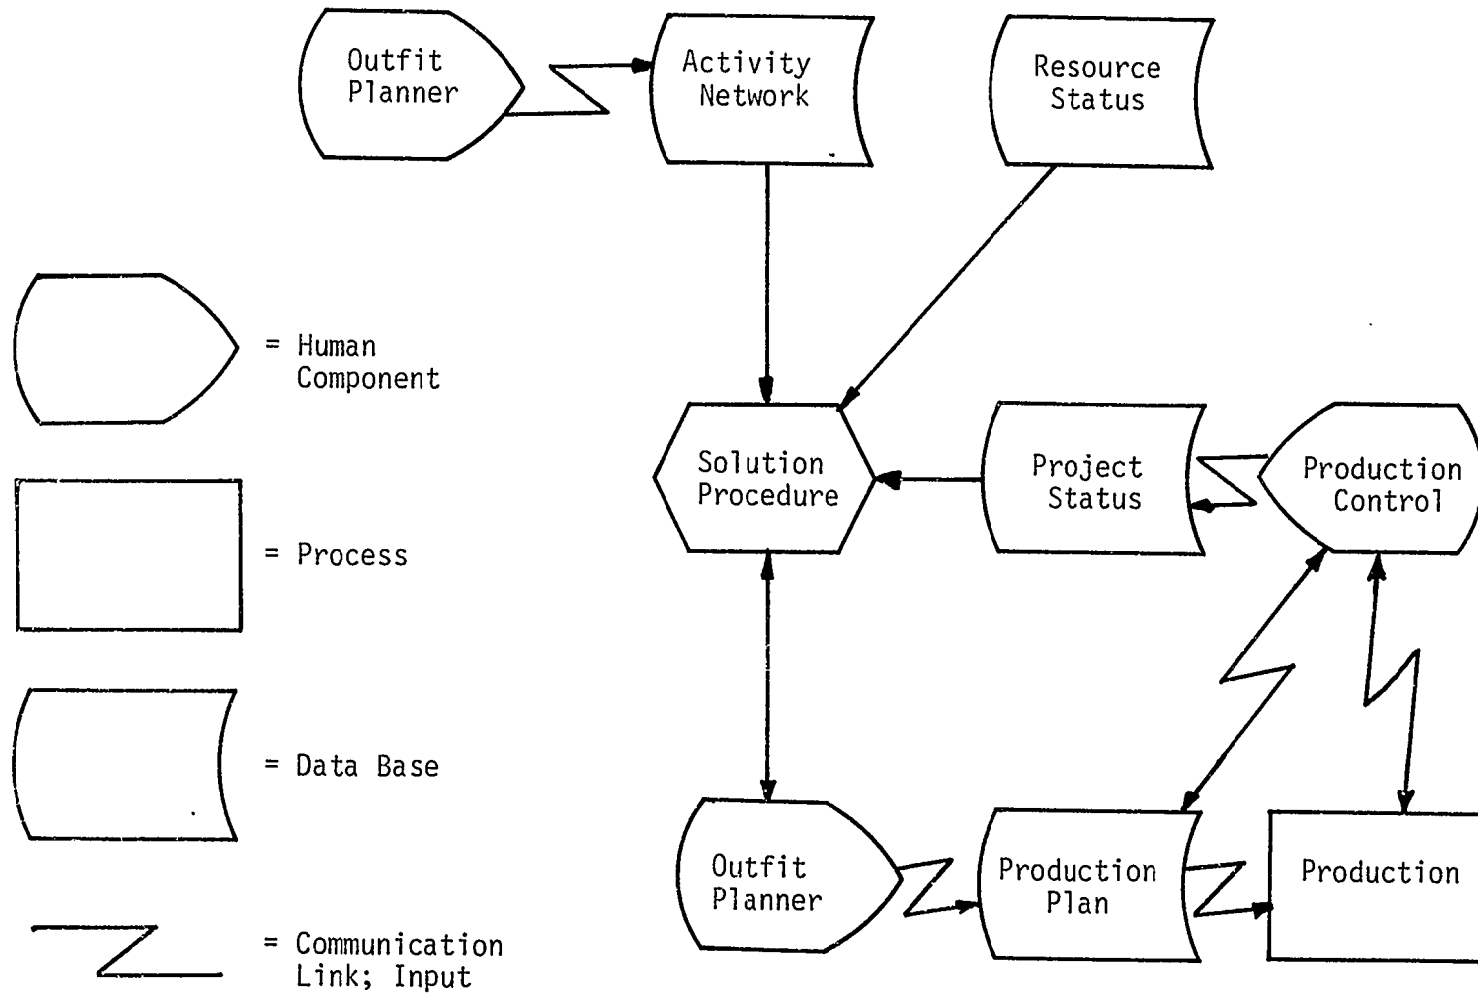 Outfit
Planner
Activity
Network
Resource
Status
= Human
Component
= Process
= Data Base
= Communication
Link; Input
Solution
Procedure
Project
Status
Production
Control
Outfit
Planner
Production
Plan
Production